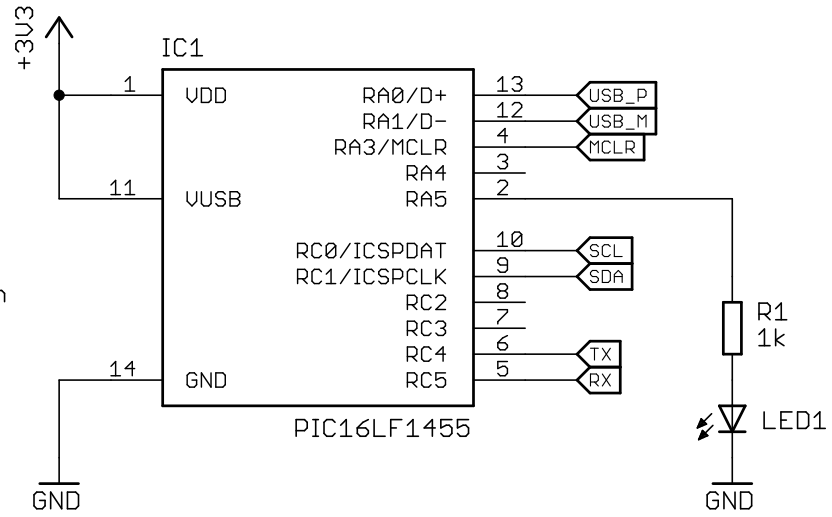 +3V3
IC1
1 VDD RA0/D+ 13 USB_P
RA1/D- 12 USB_M
RA3/MCLR 4 MCLR
RA4 3
11 VUSB RA5 2
RC0/ICSPDAT 10 SCL
RC1/ICSPCLK 9 SDA
RC2 8
RC3 7
RC4 6 TX
14 GND RC5 5 RX
PIC16LF1455
R1
1k
LED1
GND
GND